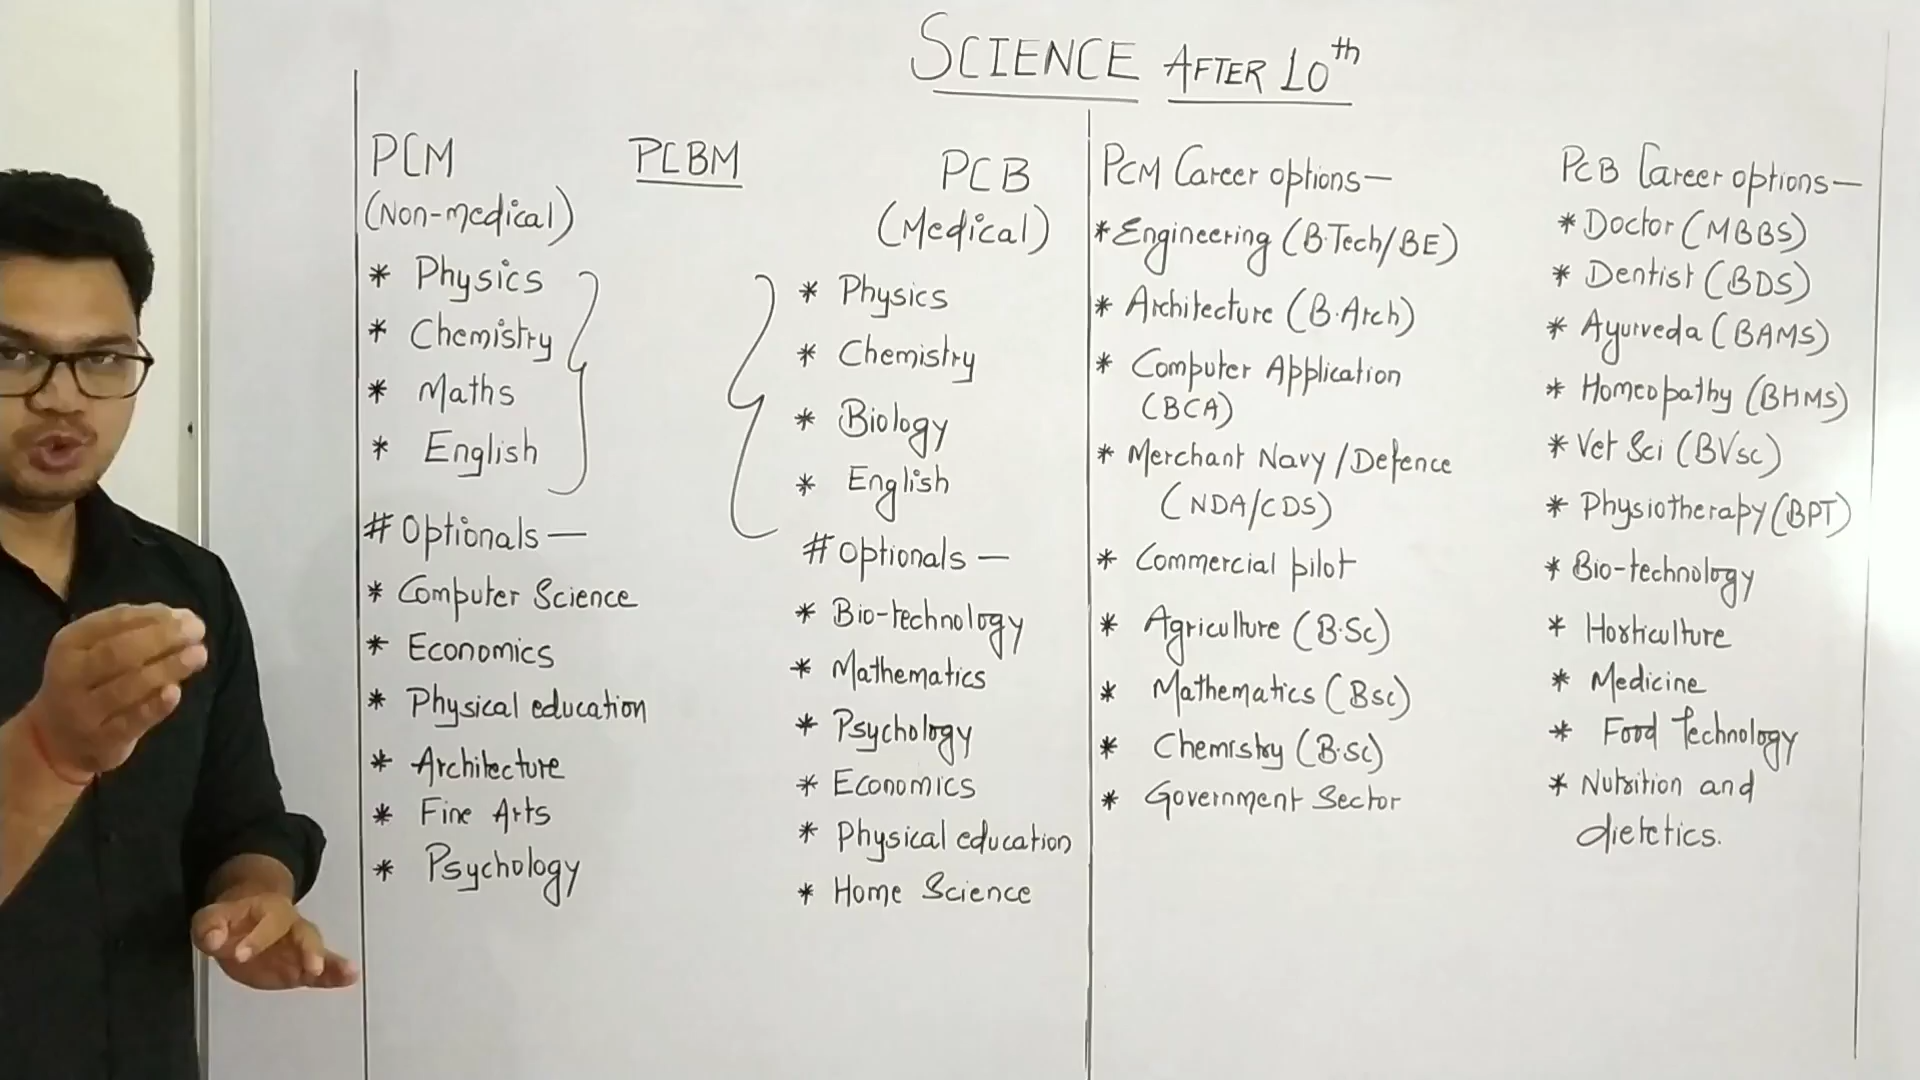 SCIENCE AFTER 10th
PCM
(Non-medical)
* Physics
* Chemistry
* Maths
* English
# Optionals —
* Computer Science
* Economics
* Physical education
* Architecture
* Fine Arts
* Psychology
PCBM
PCB
(Medical)
* Physics
* Chemistry
* Biology
* English
# Optionals —
* Bio-technology
* Mathematics
* Psychology
* Economics
* Physical education
* Home Science
PCM Career options —
* Engineering (B.Tech/BE)
* Architecture (B.Arch)
* Computer Application
(BCA)
* Merchant Navy/Defence
(NDA/CDS)
* Commercial pilot
* Agriculture (B.Sc)
* Mathematics (Bsc)
* Chemistry (B.Sc)
* Government Sector
PCB Career options —
* Doctor (MBBS)
* Dentist (BDS)
* Ayurveda (BAMS)
* Homeopathy (BHMS)
* Vet Sci (BVsc)
* Physiotherapy (BPT)
* Bio-technology
* Horticulture
* Medicine
* Food Technology
* Nutrition and
dietetics.